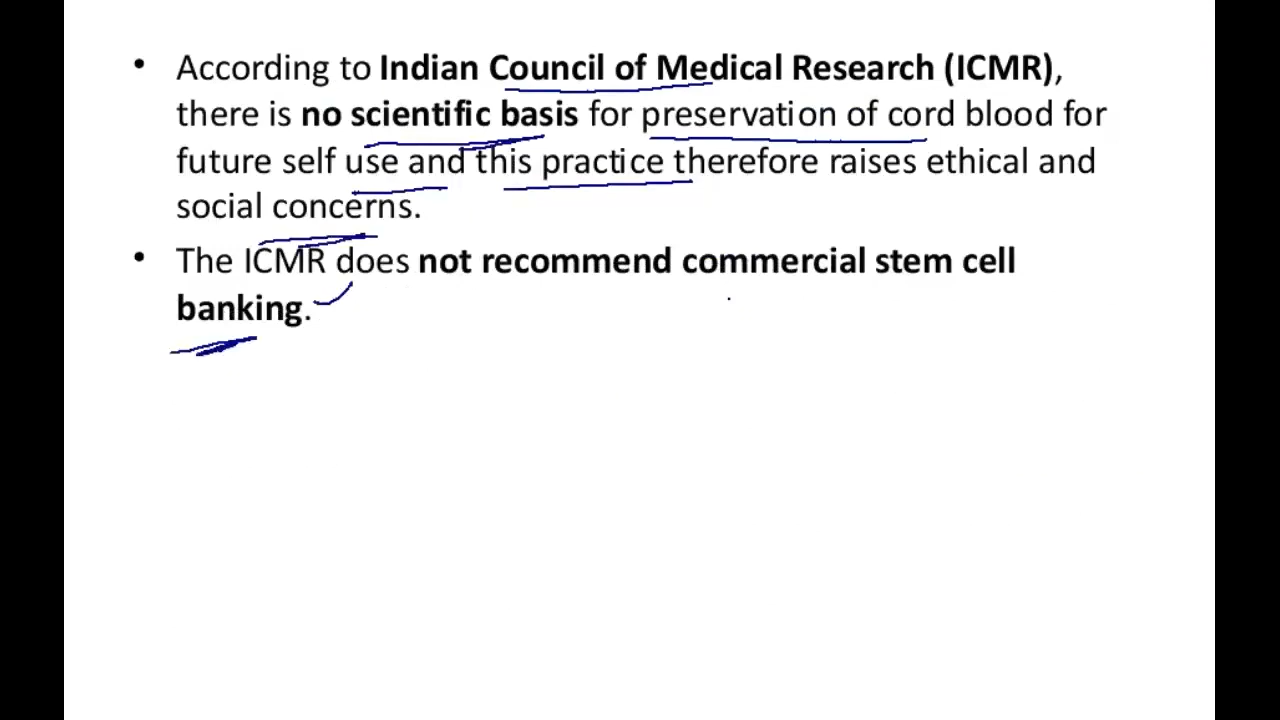 • According to Indian Council of Medical Research (ICMR),
there is no scientific basis for preservation of cord blood for
future self use and this practice therefore raises ethical and
social concerns.
• The ICMR does not recommend commercial stem cell
banking.